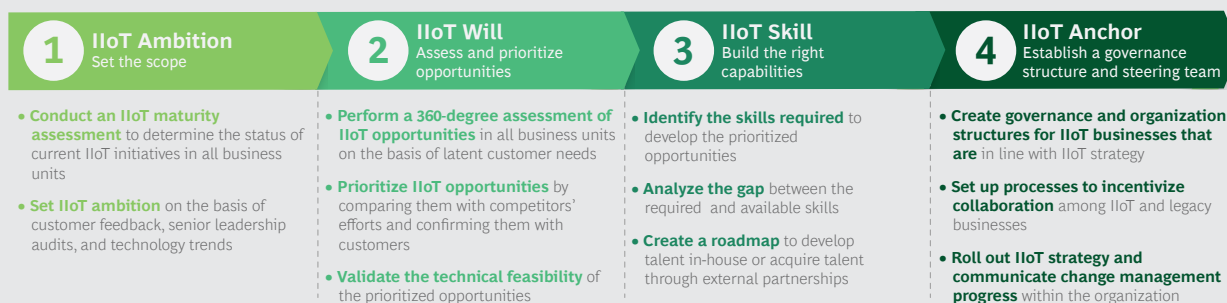 1
IIoT Ambition
Set the scope
2
IIoT Will
Assess and prioritize
opportunities
3
IIoT Skill
Build the right
capabilities
4
IIoT Anchor
Establish a governance
structure and steering team
• Conduct an IIoT maturity
assessment to determine the status of
current IIoT initiatives in all business
units
• Set IIoT ambition on the basis of
customer feedback, senior leadership
audits, and technology trends
• Perform a 360-degree assessment of
IIoT opportunities in all business units
on the basis of latent customer needs
• Prioritize IIoT opportunities by
comparing them with competitors’
efforts and confirming them with
customers
• Validate the technical feasibility of
the prioritized opportunities
• Identify the skills required to
develop the prioritized
opportunities
• Analyze the gap between the
required and available skills
• Create a roadmap to develop
talent in-house or acquire talent
through external partnerships
• Create governance and organization
structures for IIoT businesses that
are in line with IIoT strategy
• Set up processes to incentivize
collaboration among IIoT and legacy
businesses
• Roll out IIoT strategy and
communicate change management
progress within the organization